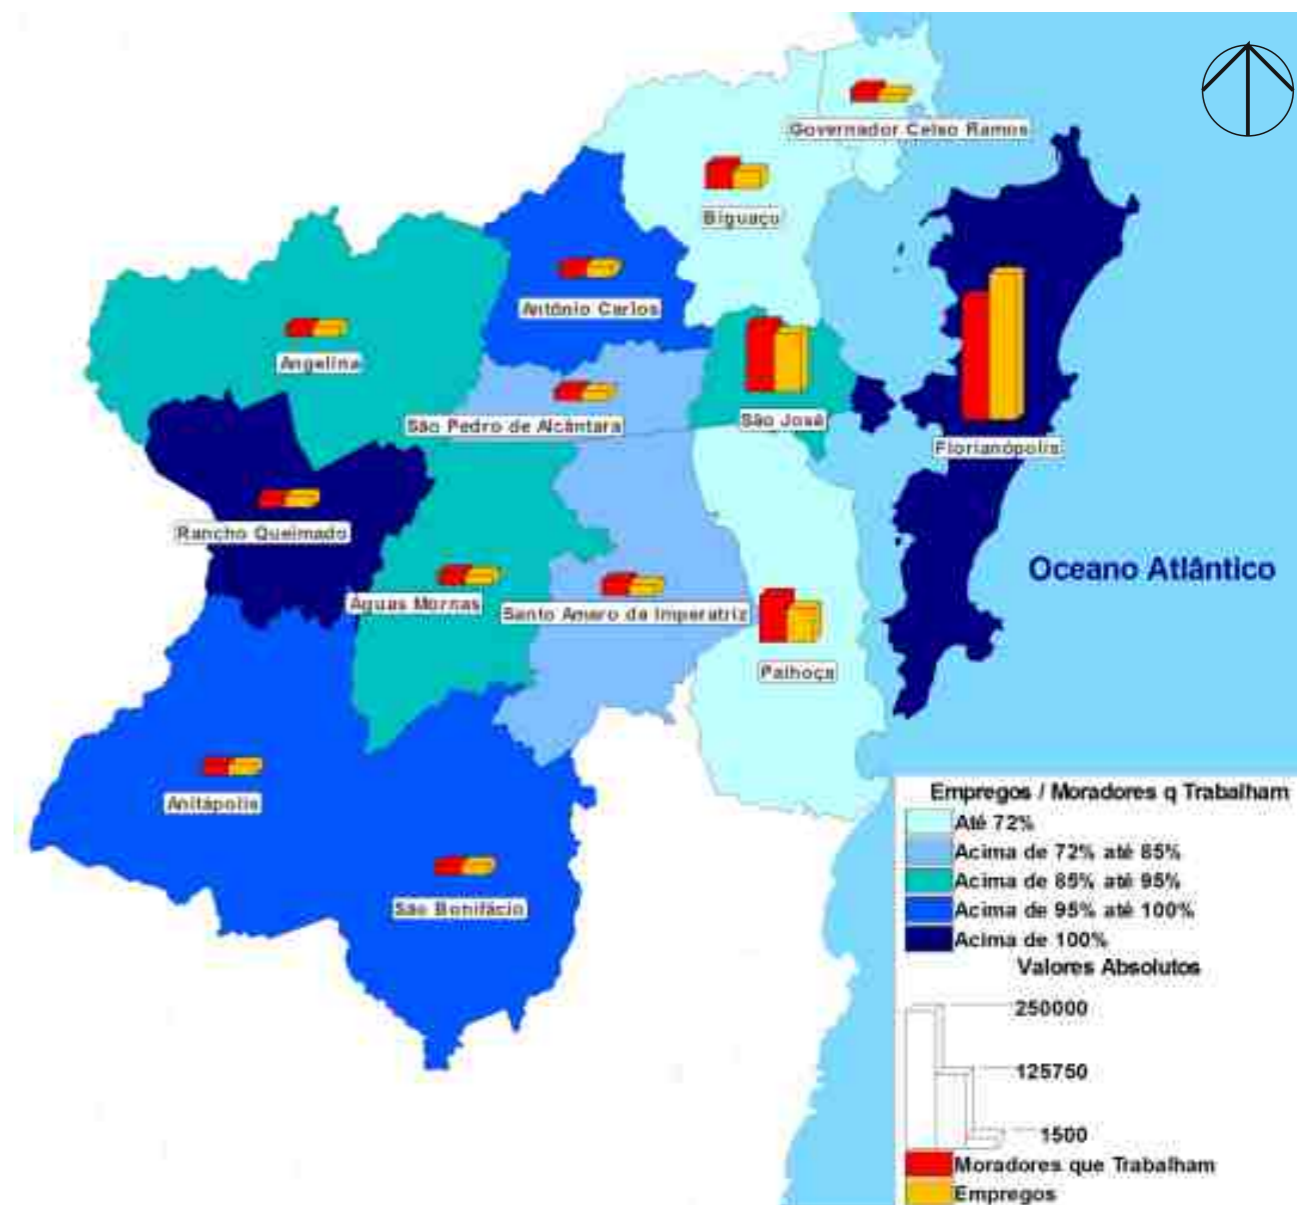 Governador Celso Ramos
Biguaçu
Antônio Carlos
Angelina
São Pedro de Alcântara
São José
Florianópolis
Rancho Queimado
Oceano Atlântico
Águas Mornas
Santo Amaro da Imperatriz
Palhoça
Anitápolis
São Bonifácio
Empregos / Moradores q Trabalham
Até 72%
Acima de 72% até 85%
Acima de 85% até 95%
Acima de 95% até 100%
Acima de 100%
Valores Absolutos
250000
125750
1500
Moradores que Trabalham
Empregos